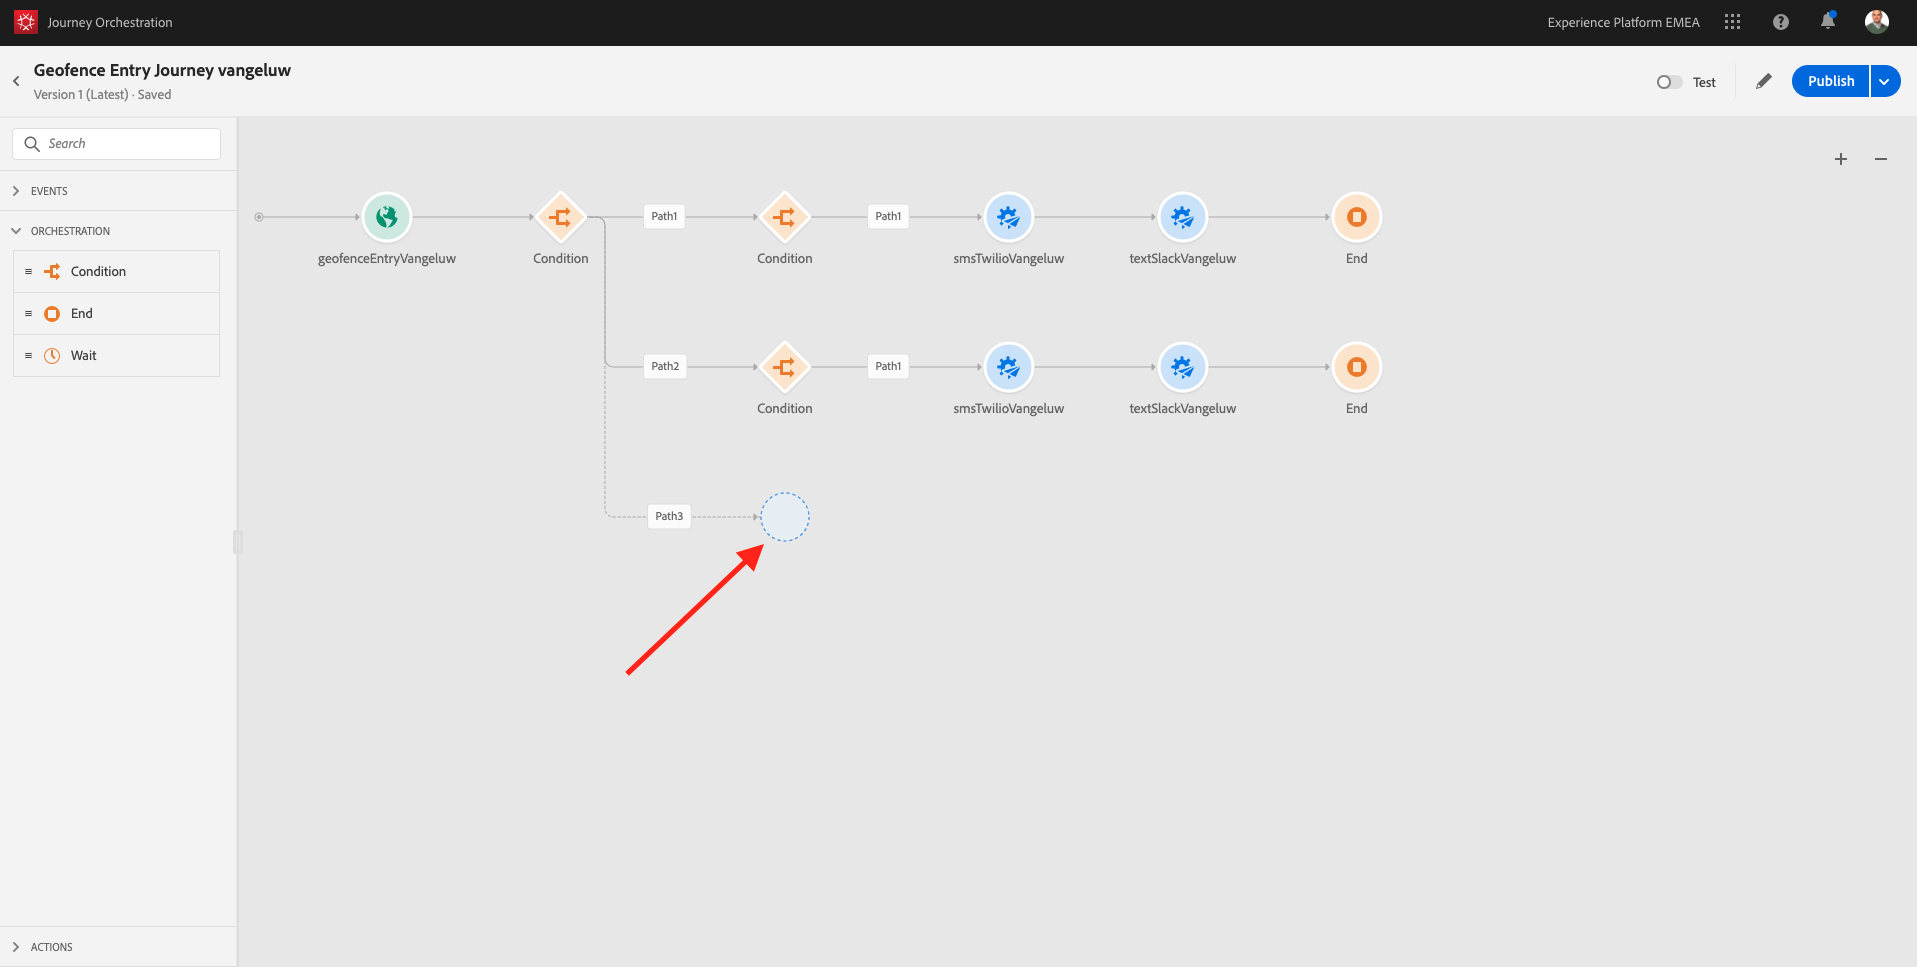 Journey Orchestration
Experience Platform EMEA
Geofence Entry Journey vangeluw
Version 1 (Latest) · Saved
Test
Publish
Search
EVENTS
ORCHESTRATION
Condition
End
Wait
ACTIONS
Path1
Path1
geofenceEntryVangeluw
Condition
Condition
smsTwilioVangeluw
textSlackVangeluw
End
Path2
Path1
Condition
smsTwilioVangeluw
textSlackVangeluw
End
Path3